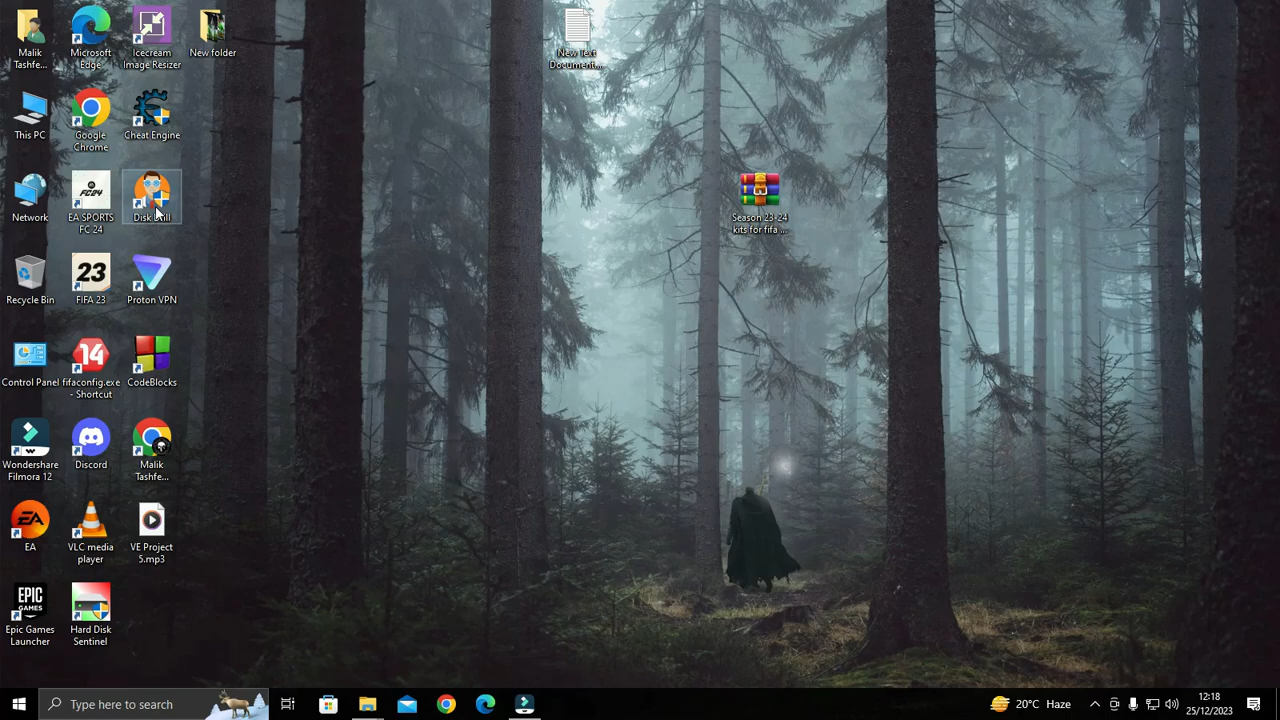 Malik
Tashfe...
Microsoft
Edge
Icecream
Image Resizer
New folder
New Text
Document...
This PC
Google
Chrome
Cheat Engine
Network
FC24
EA SPORTS
FC 24
Disk Drill
Season 23-24
kits for fifa ...
Recycle Bin
23
FIFA 23
Proton VPN
Control Panel
14
fifaconfig.exe
- Shortcut
CodeBlocks
Wondershare
Filmora 12
Discord
Malik
Tashfe...
EA
EA
VLC media
player
VE Project
5.mp3
EPIC
GAMES
Epic Games
Launcher
Hard Disk
Sentinel
Type here to search
20°C Haze
12:18
25/12/2023